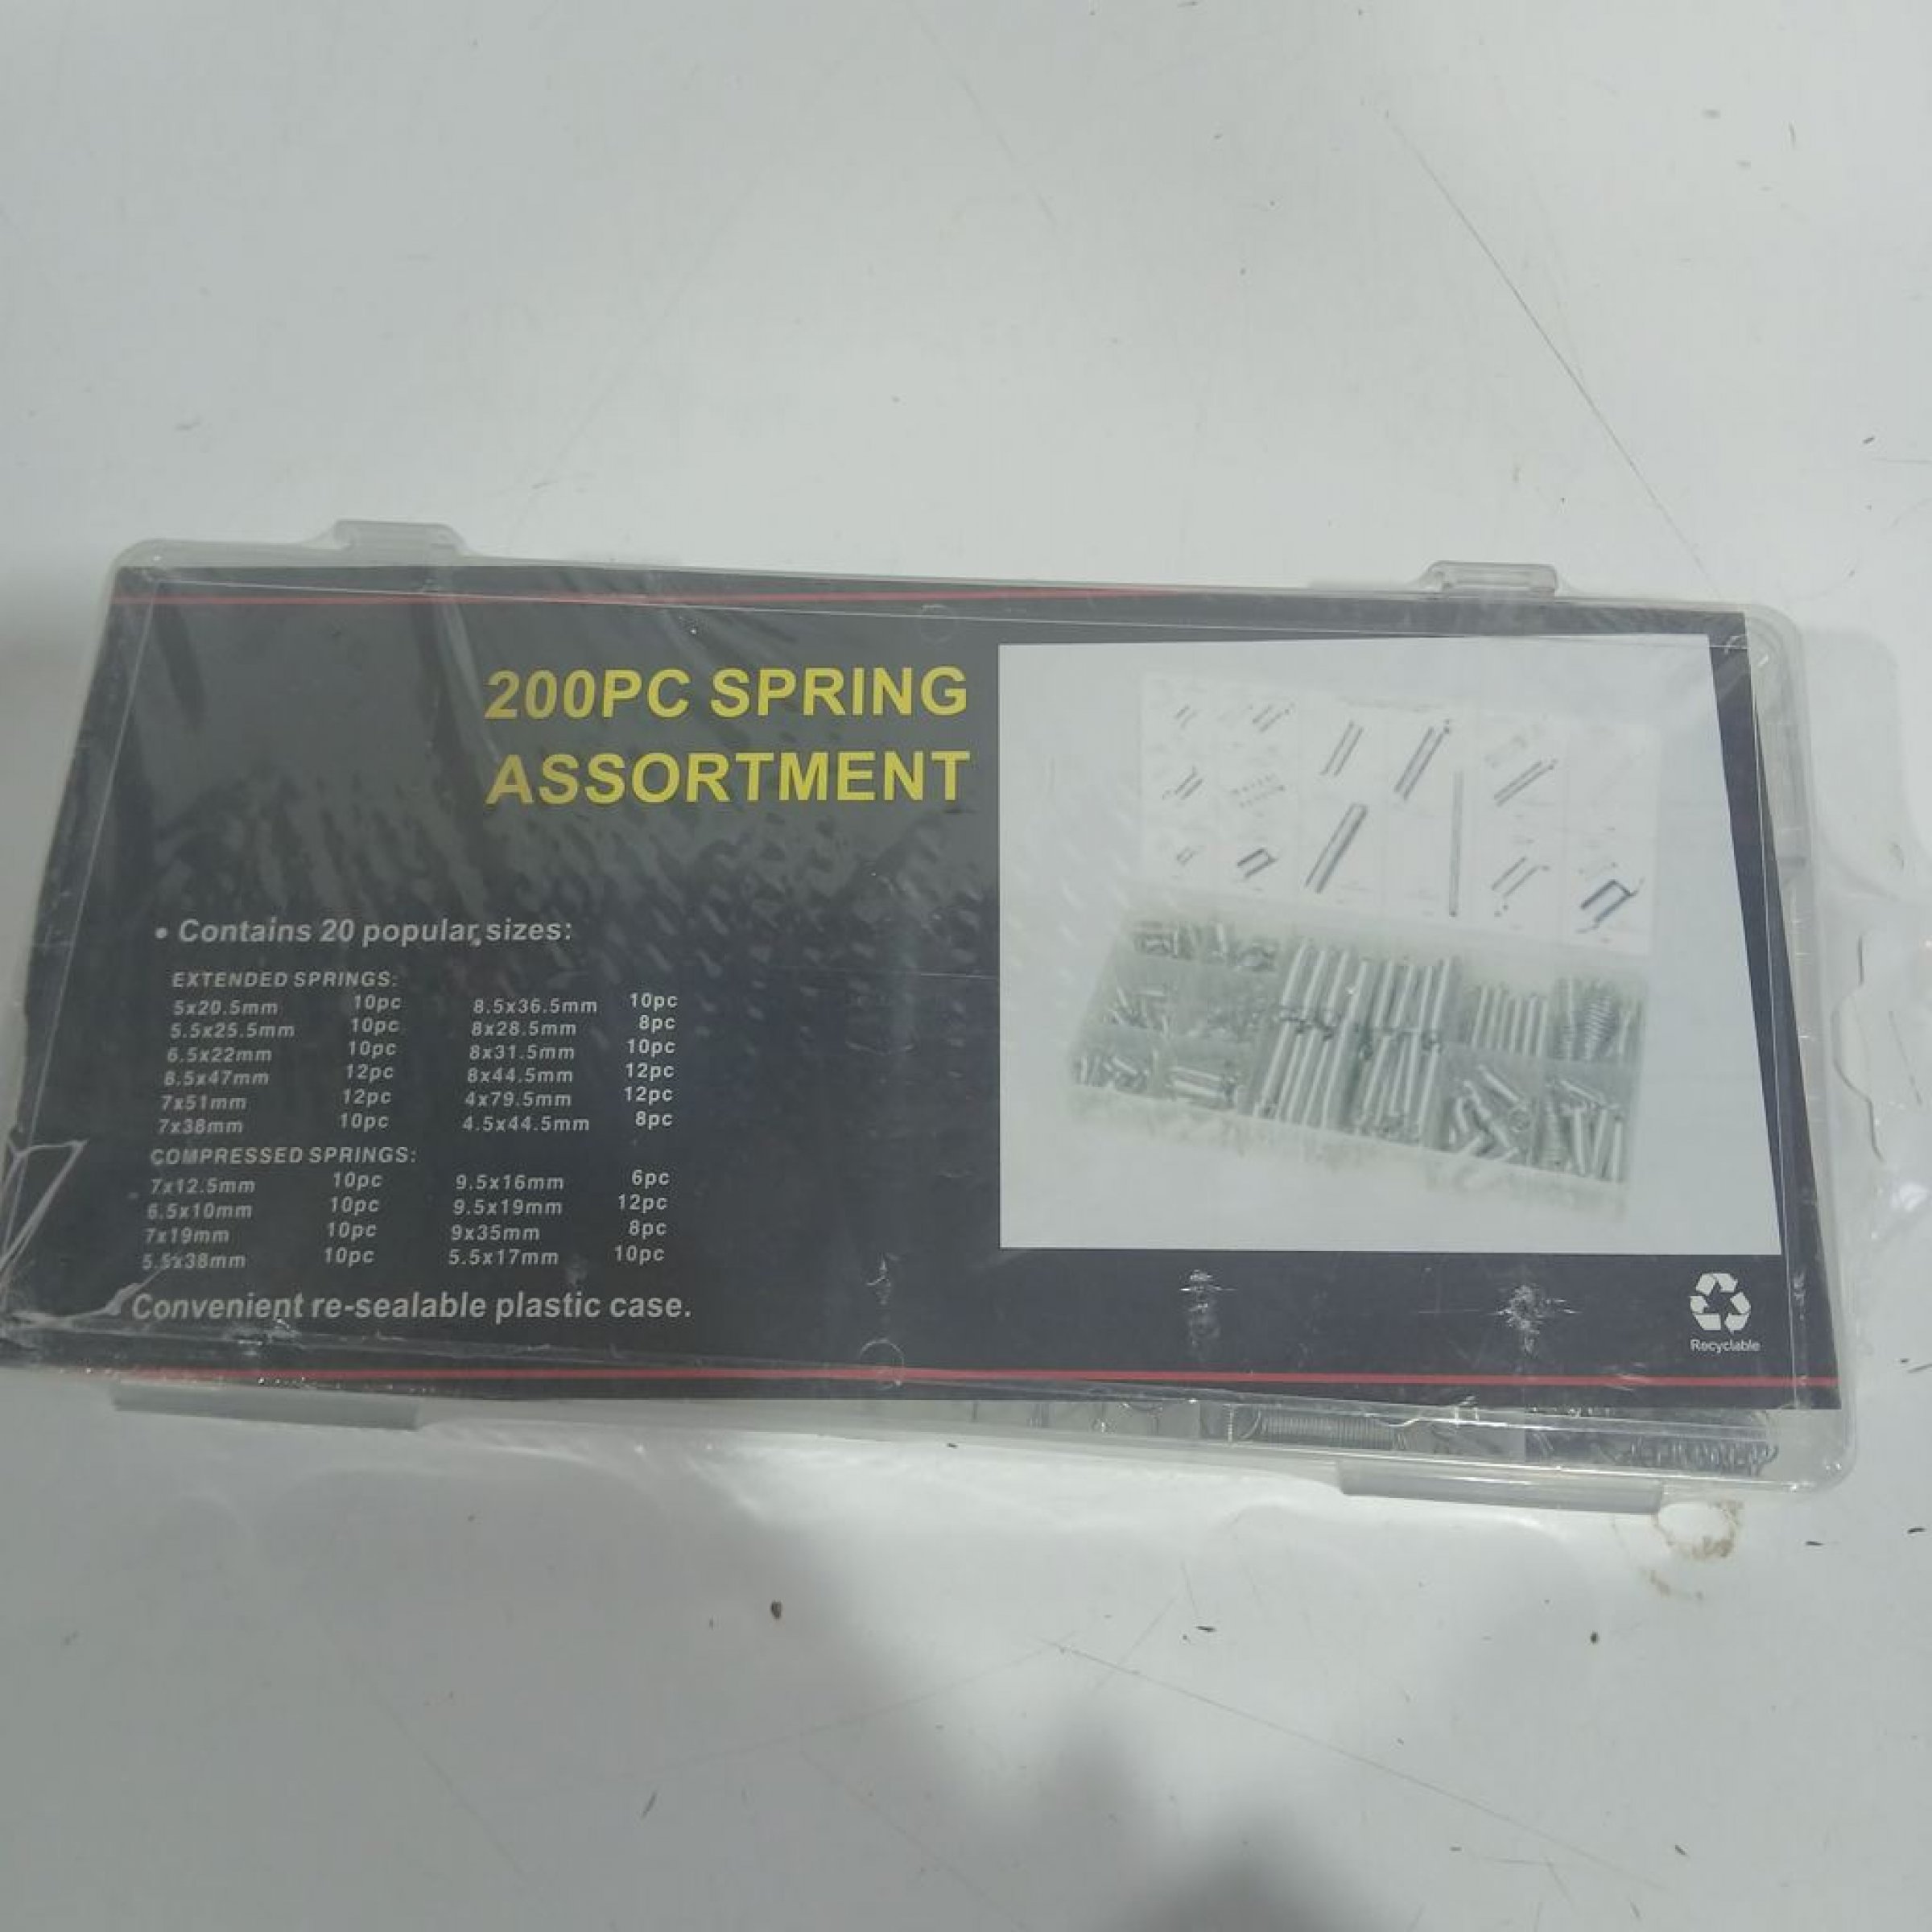 200PC SPRING
ASSORTMENT
• Contains 20 popular sizes:
EXTENDED SPRINGS:
5x20.5mm 10pc 8.5x36.5mm 10pc
5.5x25.5mm 10pc 8x28.5mm 8pc
6.5x22mm 10pc 8x31.5mm 10pc
8.5x47mm 12pc 8x44.5mm 12pc
7x51mm 12pc 4x79.5mm 12pc
7x38mm 10pc 4.5x44.5mm 8pc
COMPRESSED SPRINGS:
7x12.5mm 10pc 9.5x16mm 6pc
6.5x10mm 10pc 9.5x19mm 12pc
7x19mm 10pc 9x35mm 8pc
5.5x38mm 10pc 5.5x17mm 10pc
Convenient re-sealable plastic case.
Recyclable